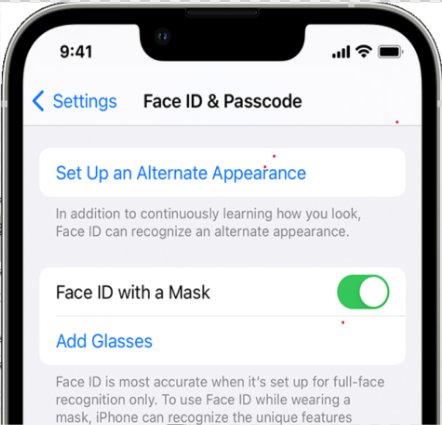 9:41
Settings Face ID & Passcode
Set Up an Alternate Appearance
In addition to continuously learning how you look,
Face ID can recognize an alternate appearance.
Face ID with a Mask
Add Glasses
Face ID is most accurate when it's set up for full-face
recognition only. To use Face ID while wearing a
mask, iPhone can recognize the unique features